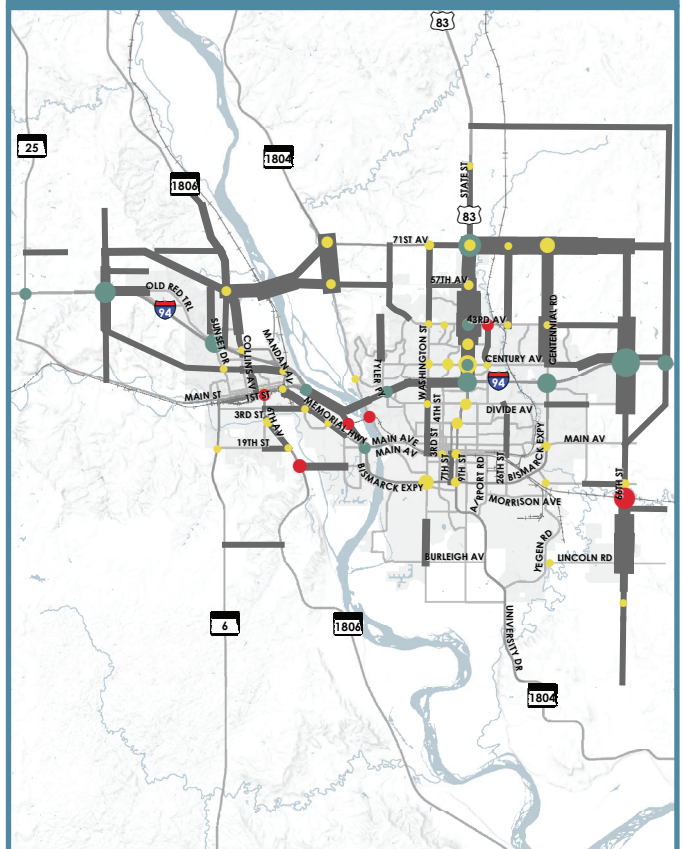 83
25
1804
1806
STATE ST
83
71ST AV
57TH AV
OLD RED TRL
94
43RD AV
CENTENNIAL RD
SUNSET DR
COLLINS AV
MANDAN AV
TYLER P
WASHINGTON ST
CENTURY AV
94
MAIN ST
1ST ST
MEMORIAL HWY
4TH ST
DIVIDE AV
3RD ST
6TH AV
MAIN AVE
MAIN AV
3RD ST
7TH ST
9TH ST
26TH ST
BISMARCK EXPY
MAIN AV
19TH ST
BISMARCK EXPY
A RPORT RD
MORRISON AVE
66TH ST
BURLEIGH AV
YEGEN RD
LINCOLN RD
6
1806
UNIVERSITY DR
1804